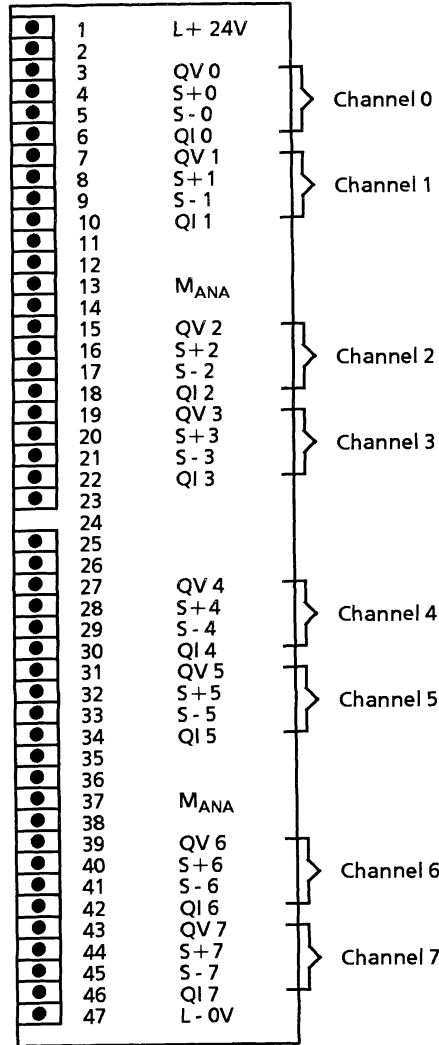 1 L+ 24V
2
3 QV 0
4 S+0 Channel 0
5 S-0
6 QI 0
7 QV 1
8 S+1 Channel 1
9 S-1
10 QI 1
11
12
13 MANA
14
15 QV 2
16 S+2 Channel 2
17 S-2
18 QI 2
19 QV 3
20 S+3 Channel 3
21 S-3
22 QI 3
23
24
25
26
27 QV 4
28 S+4 Channel 4
29 S-4
30 QI 4
31 QV 5
32 S+5 Channel 5
33 S-5
34 QI 5
35
36
37 MANA
38
39 QV 6
40 S+6 Channel 6
41 S-6
42 QI 6
43 QV 7
44 S+7 Channel 7
45 S-7
46 QI 7
47 L- 0V